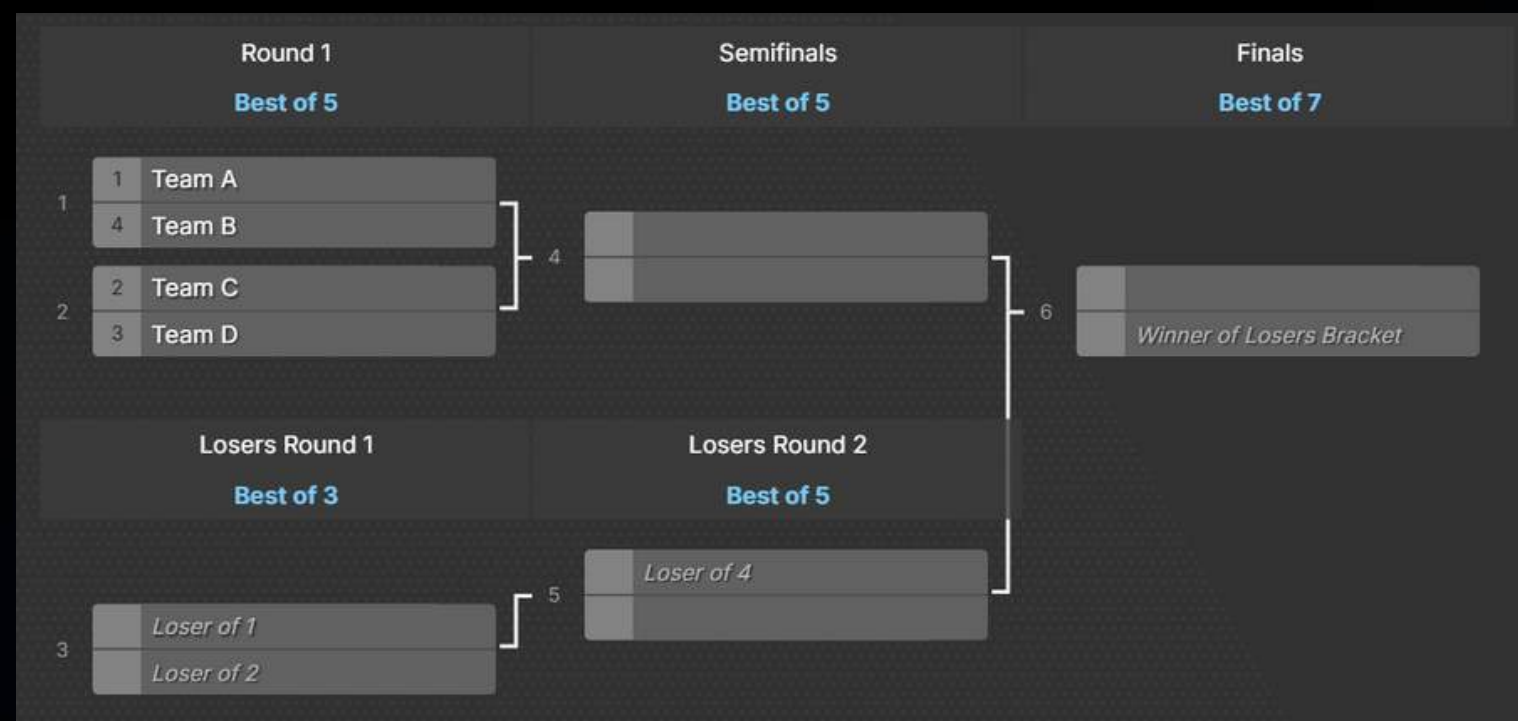 Round 1
Best of 5
Semifinals
Best of 5
Finals
Best of 7
1
1 Team A
4 Team B
2
2 Team C
3 Team D
4
6
Winner of Losers Bracket
Losers Round 1
Best of 3
Losers Round 2
Best of 5
3
Loser of 1
Loser of 2
5
Loser of 4